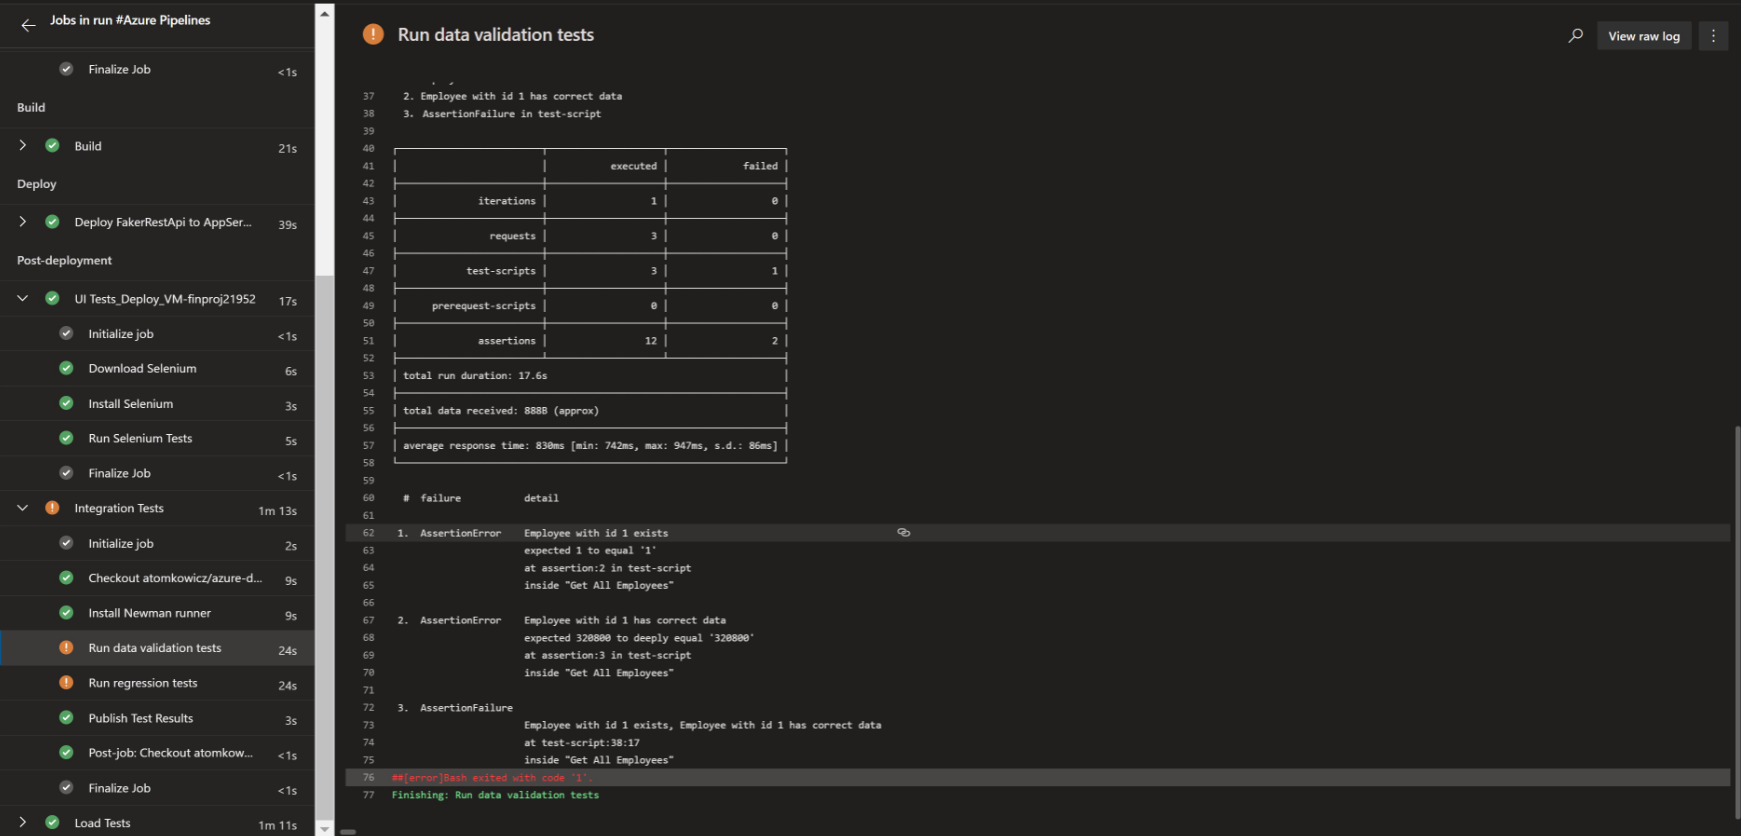 Jobs in run #Azure Pipelines
Finalize Job <1s
Build
Build 21s
Deploy
Deploy FakerRestApi to AppSer... 39s
Post-deployment
UI Tests_Deploy_VM-finproj21952 17s
Initialize job <1s
Download Selenium 6s
Install Selenium 3s
Run Selenium Tests 5s
Finalize Job <1s
Integration Tests 1m 13s
Initialize job 2s
Checkout atomkowicz/azure-d... 9s
Install Newman runner 9s
Run data validation tests 24s
Run regression tests 24s
Publish Test Results 3s
Post-job: Checkout atomkow... <1s
Finalize Job <1s
Load Tests 1m 11s
Run data validation tests
View raw log
37 2. Employee with id 1 has correct data
38 3. AssertionFailure in test-script
39
40
41 executed failed
42
43 iterations 1 0
44
45 requests 3 0
46
47 test-scripts 3 1
48
49 prerequest-scripts 0 0
50
51 assertions 12 2
52
53 total run duration: 17.6s
54
55 total data received: 888B (approx)
56
57 average response time: 830ms [min: 742ms, max: 947ms, s.d.: 86ms]
58
59
60 # failure detail
61
62 1. AssertionError Employee with id 1 exists
63 expected 1 to equal '1'
64 at assertion:2 in test-script
65 inside "Get All Employees"
66
67 2. AssertionError Employee with id 1 has correct data
68 expected 320800 to deeply equal '320800'
69 at assertion:3 in test-script
70 inside "Get All Employees"
71
72 3. AssertionFailure
73 Employee with id 1 exists, Employee with id 1 has correct data
74 at test-script:38:17
75 inside "Get All Employees"
76 ##[error]Bash exited with code '1'.
77 Finishing: Run data validation tests